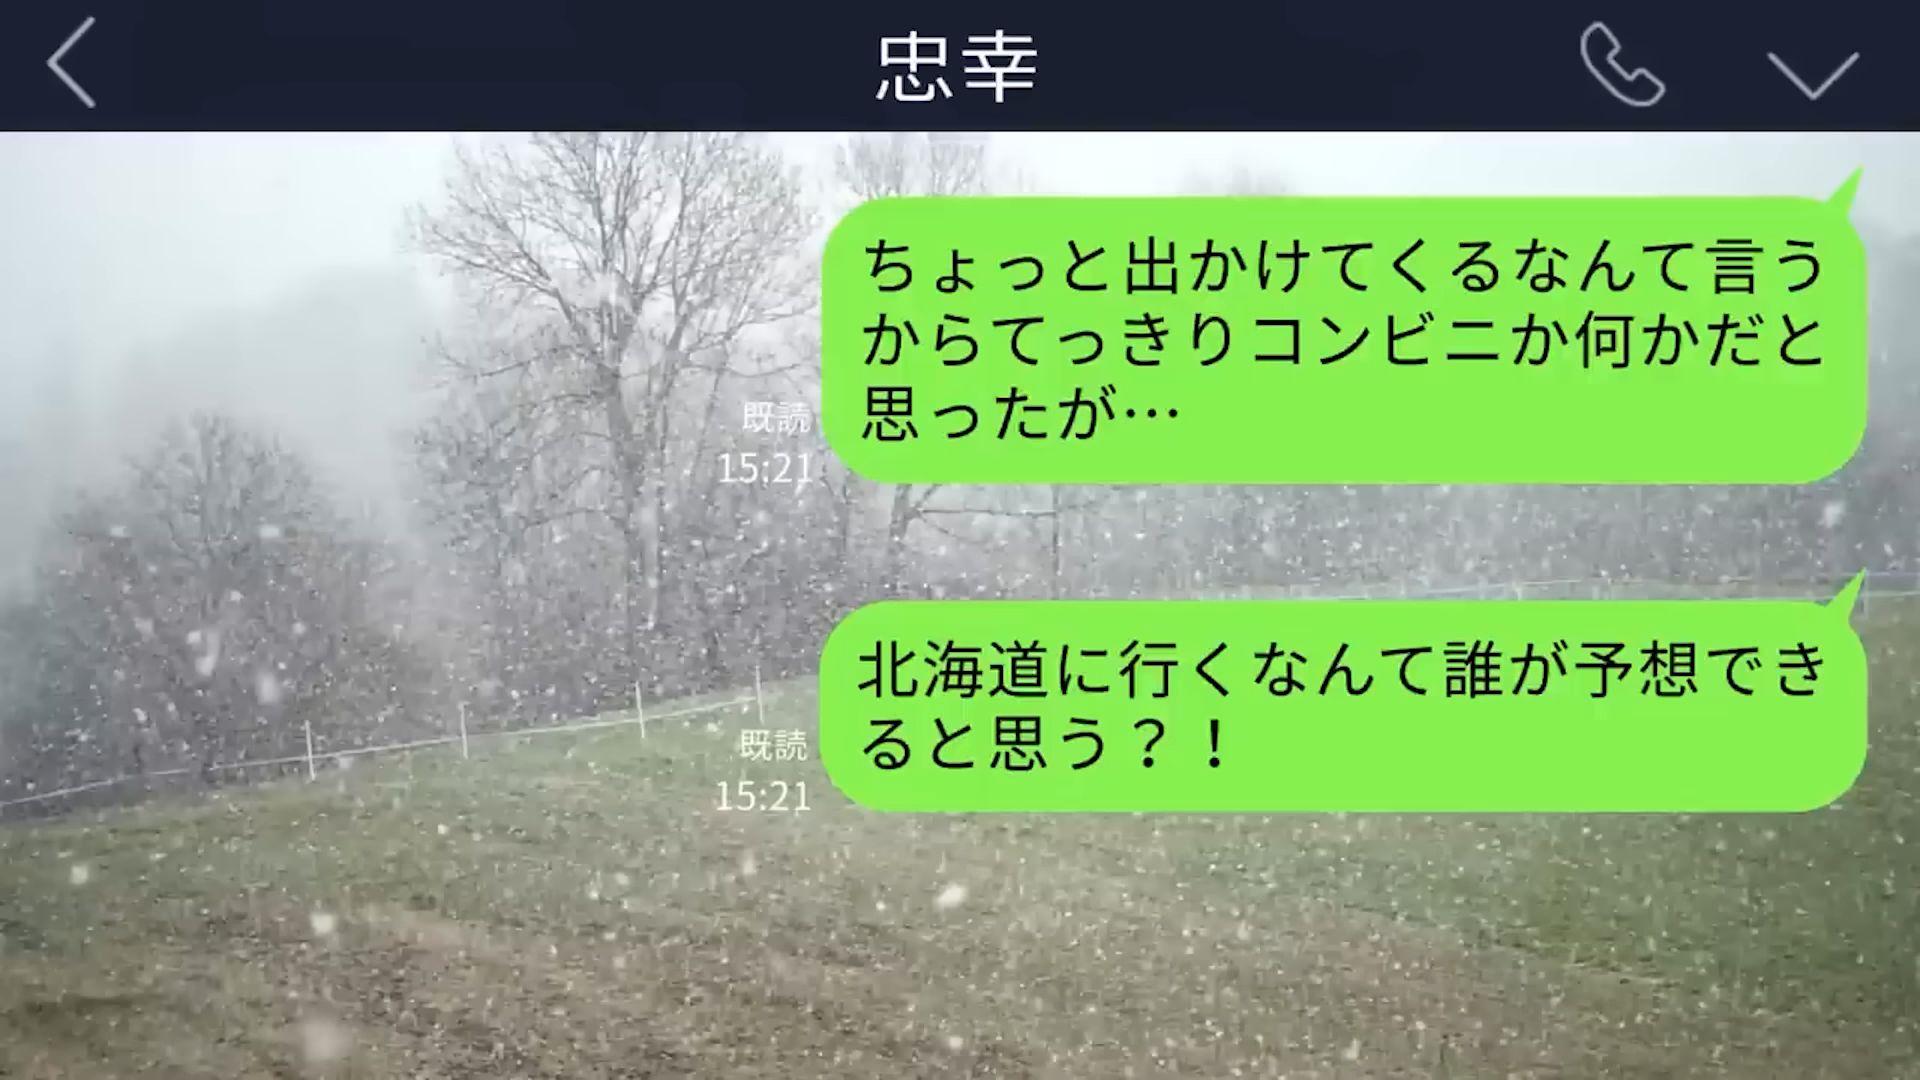 忠幸
ちょっと出かけてくるなんて言う
からてっきりコンビニか何かだと
思ったが…
既読
15:21
北海道に行くなんて誰が予想でき
ると思う？！
既読
15:21